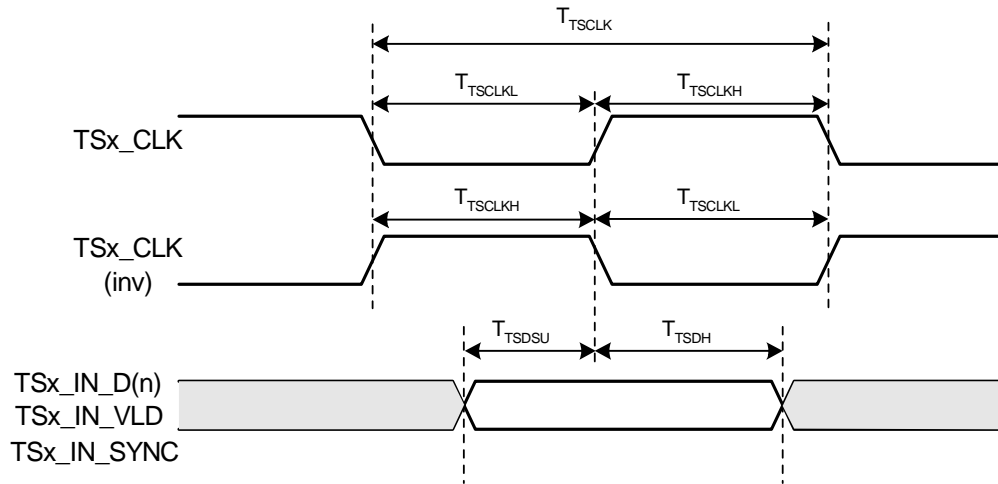 T_TSCLK
T_TSCLKL
T_TSCLKH
TSx_CLK
T_TSCLKH
T_TSCLKL
TSx_CLK
(inv)
T_TSDSU
T_TSDH
TSx_IN_D(n)
TSx_IN_VLD
TSx_IN_SYNC